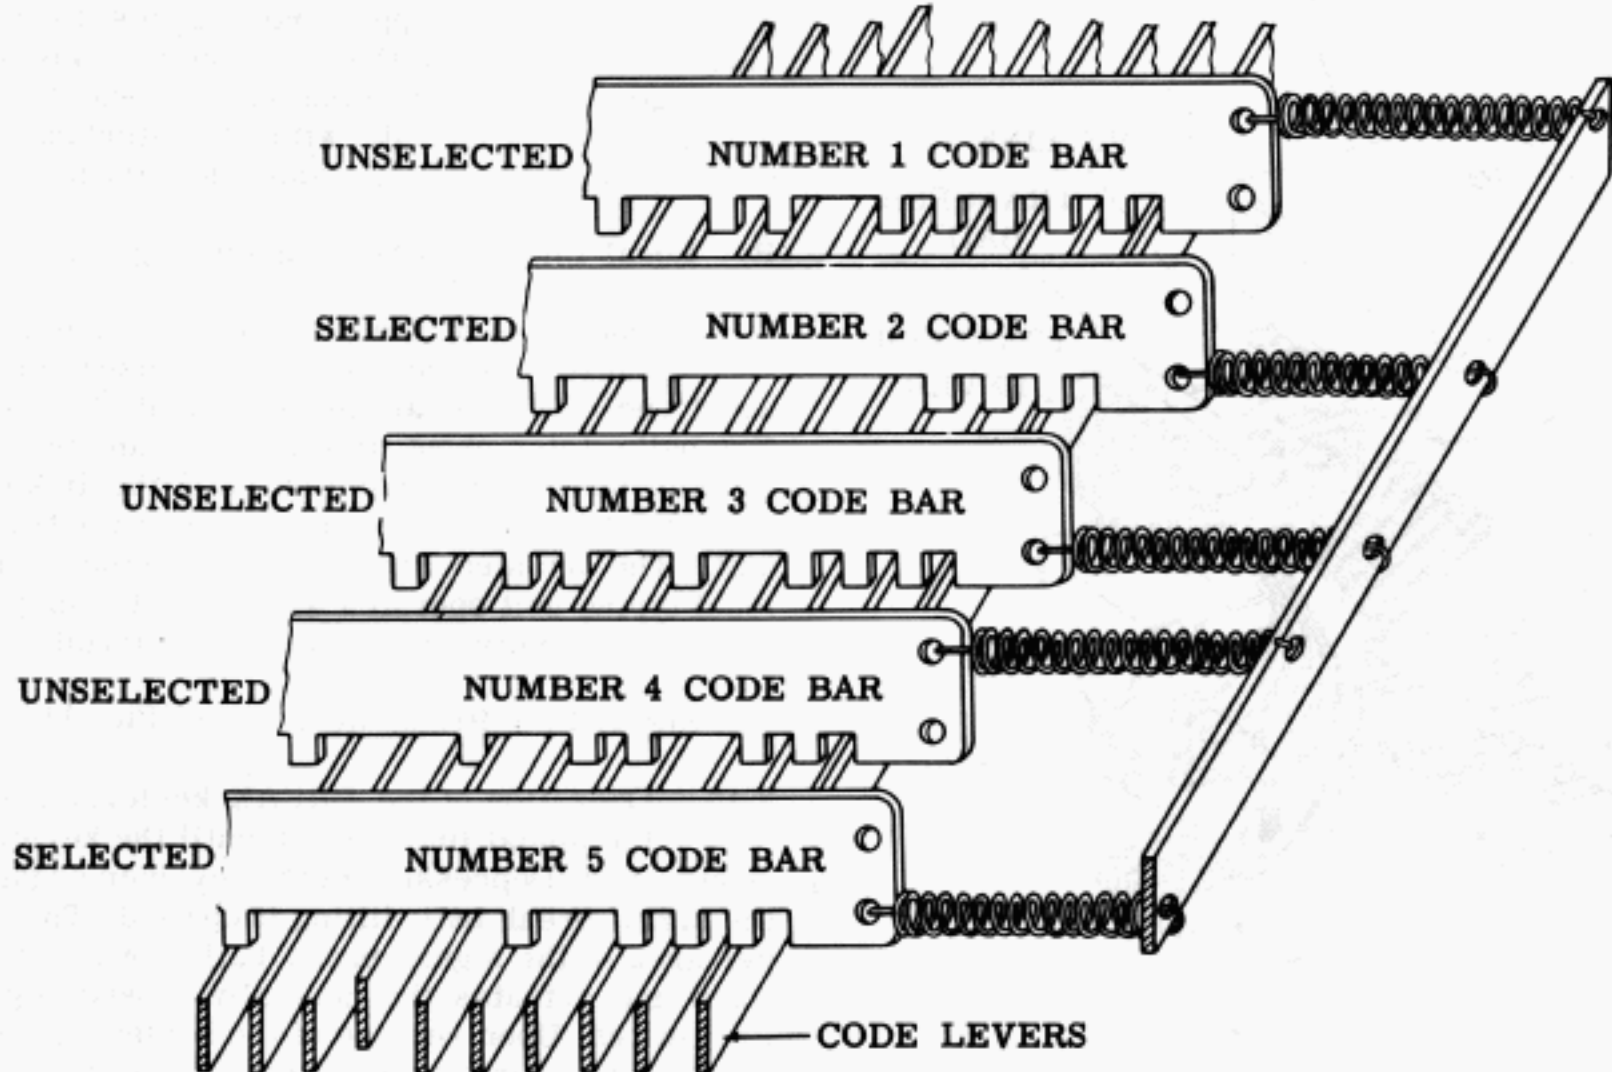 UNSELECTED NUMBER 1 CODE BAR
SELECTED NUMBER 2 CODE BAR
UNSELECTED NUMBER 3 CODE BAR
UNSELECTED NUMBER 4 CODE BAR
SELECTED NUMBER 5 CODE BAR
CODE LEVERS